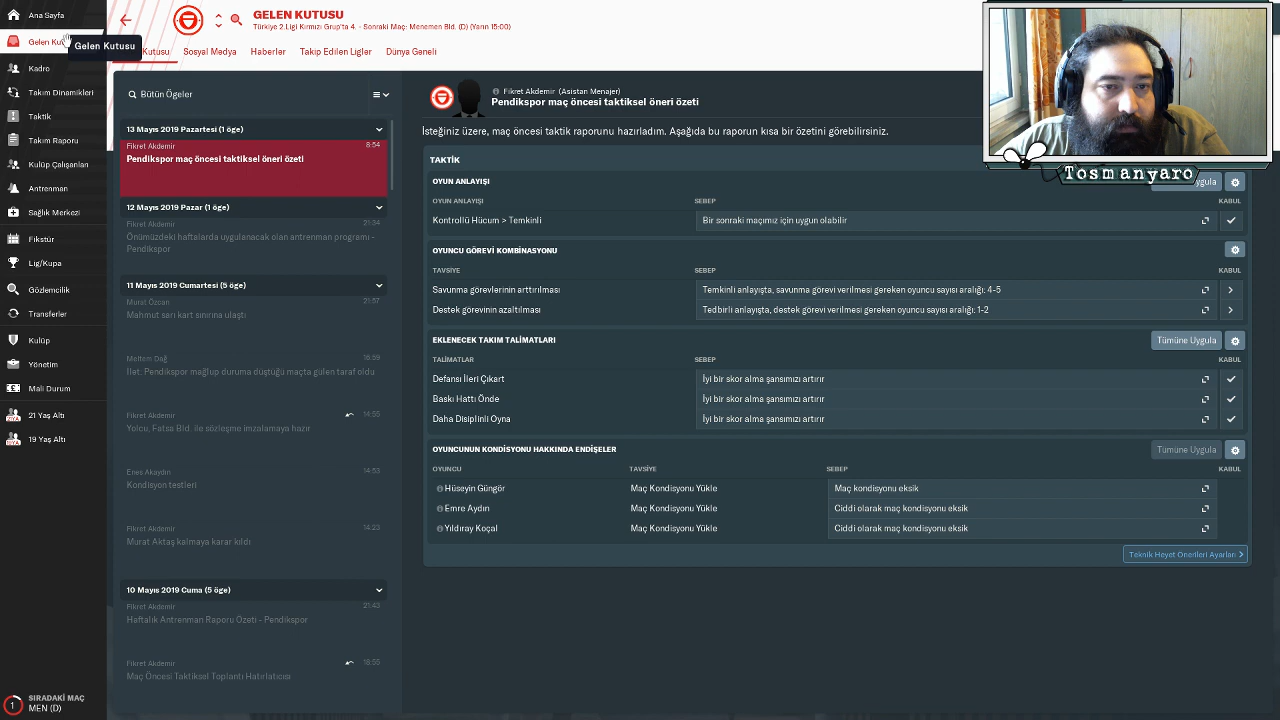 Ana Sayfa
Gelen Kutusu
Kadro
Takım Dinamikleri
Taktik
Takım Raporu
Kulüp Çalışanları
Antrenman
Sağlık Merkezi
Fikstür
Lig/Kupa
Gözlemcilik
Transferler
Kulüp
Yönetim
Mali Durum
21 Yaş Altı
19 Yaş Altı
1
SIRADAKİ MAÇ
MEN (D)
GELEN KUTUSU
Türkiye 2.Ligi Kırmızı Grup'ta 4. - Sonraki Maç: Menemen Bld. (D) (Yarın 15:00)
Kutusu Sosyal Medya Haberler Takip Edilen Ligler Dünya Geneli
Bütün Ögeler
13 Mayıs 2019 Pazartesi (1 öge)
Fikret Akdemir 8:54
Pendikspor maç öncesi taktiksel öneri özeti
12 Mayıs 2019 Pazar (1 öge)
Fikret Akdemir 21:34
Önümüzdeki haftalarda uygulanacak olan antrenman programı -
Pendikspor
11 Mayıs 2019 Cumartesi (5 öge)
Murat Özcan 21:57
Mahmut sarı kart sınırına ulaştı
Meltem Dağ 16:59
İlet: Pendikspor mağlup duruma düştüğü maçta gülen taraf oldu
Fikret Akdemir 14:55
Yolcu, Fatsa Bld. ile sözleşme imzalamaya hazır
Enes Akaydın 14:53
Kondisyon testleri
Fikret Akdemir 14:23
Murat Aktaş kalmaya karar kıldı
10 Mayıs 2019 Cuma (5 öge)
Fikret Akdemir 21:43
Haftalık Antrenman Raporu Özeti - Pendikspor
Fikret Akdemir 18:55
Maç Öncesi Taktiksel Toplantı Hatırlatıcısı
Fikret Akdemir (Asistan Menajer)
Pendikspor maç öncesi taktiksel öneri özeti
İsteğiniz üzere, maç öncesi taktik raporunu hazırladım. Aşağıda bu raporun kısa bir özetini görebilirsiniz.
TAKTİK
OYUN ANLAYIŞI Uygula
OYUN ANLAYIŞI SEBEP KABUL
Kontrollü Hücum > Temkinli Bir sonraki maçımız için uygun olabilir
OYUNCU GÖREVİ KOMBİNASYONU
TAVSİYE SEBEP KABUL
Savunma görevlerinin arttırılması Temkinli anlayışta, savunma görevi verilmesi gereken oyuncu sayısı aralığı: 4-5
Destek görevinin azaltılması Tedbirli anlayışta, destek görevi verilmesi gereken oyuncu sayısı aralığı: 1-2
EKLENECEK TAKIM TALİMATLARI Tümüne Uygula
TALİMATLAR SEBEP KABUL
Defansı İleri Çıkart İyi bir skor alma şansımızı artırır
Baskı Hattı Önde İyi bir skor alma şansımızı artırır
Daha Disiplinli Oyna İyi bir skor alma şansımızı artırır
OYUNCUNUN KONDİSYONU HAKKINDA ENDİŞELER Tümüne Uygula
OYUNCU TAVSİYE SEBEP KABUL
Hüseyin Güngör Maç Kondisyonu Yükle Maç kondisyonu eksik
Emre Aydın Maç Kondisyonu Yükle Ciddi olarak maç kondisyonu eksik
Yıldıray Koçal Maç Kondisyonu Yükle Ciddi olarak maç kondisyonu eksik
Teknik Heyet Önerileri Ayarları
Tosmanyaro